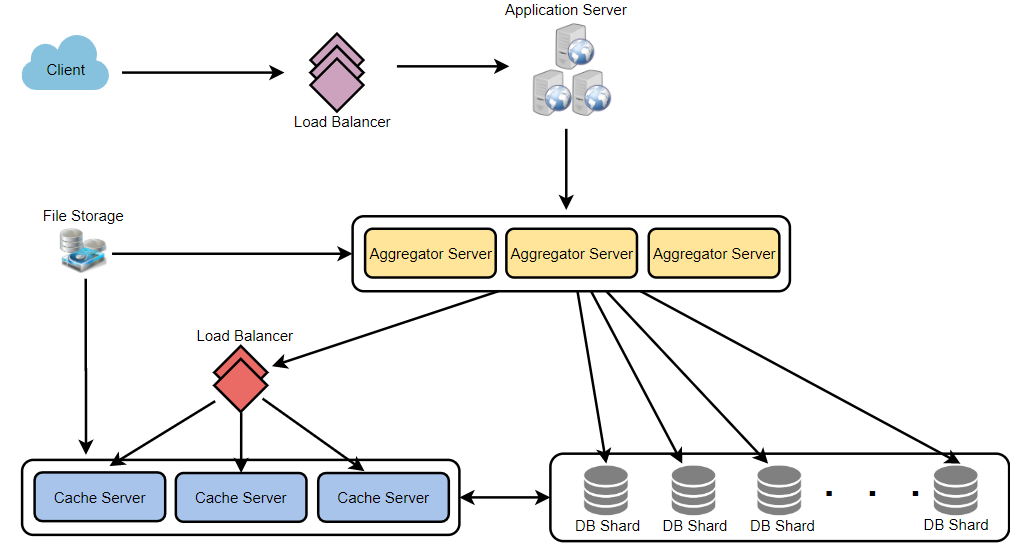 Application Server
Client
Load Balancer
File Storage
Aggregator Server
Aggregator Server
Aggregator Server
Load Balancer
Cache Server
Cache Server
Cache Server
DB Shard
DB Shard
DB Shard
DB Shard